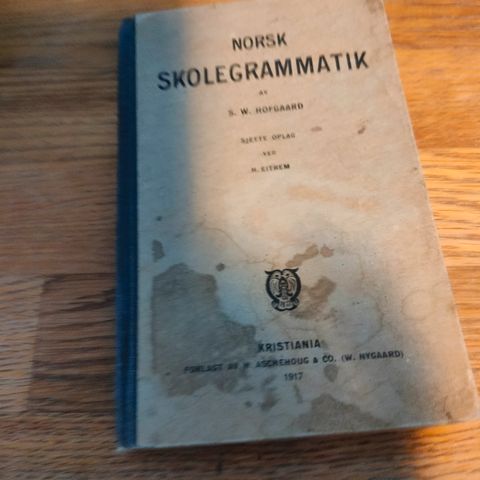 NORSK
SKOLEGRAMMATIK
AV
S. W. HOFGAARD
SJETTE OPLAG
VED
H. EITREM
KRISTIANIA
FORLAGT AV H. ASCHEHOUG & CO. (W. NYGAARD)
1917